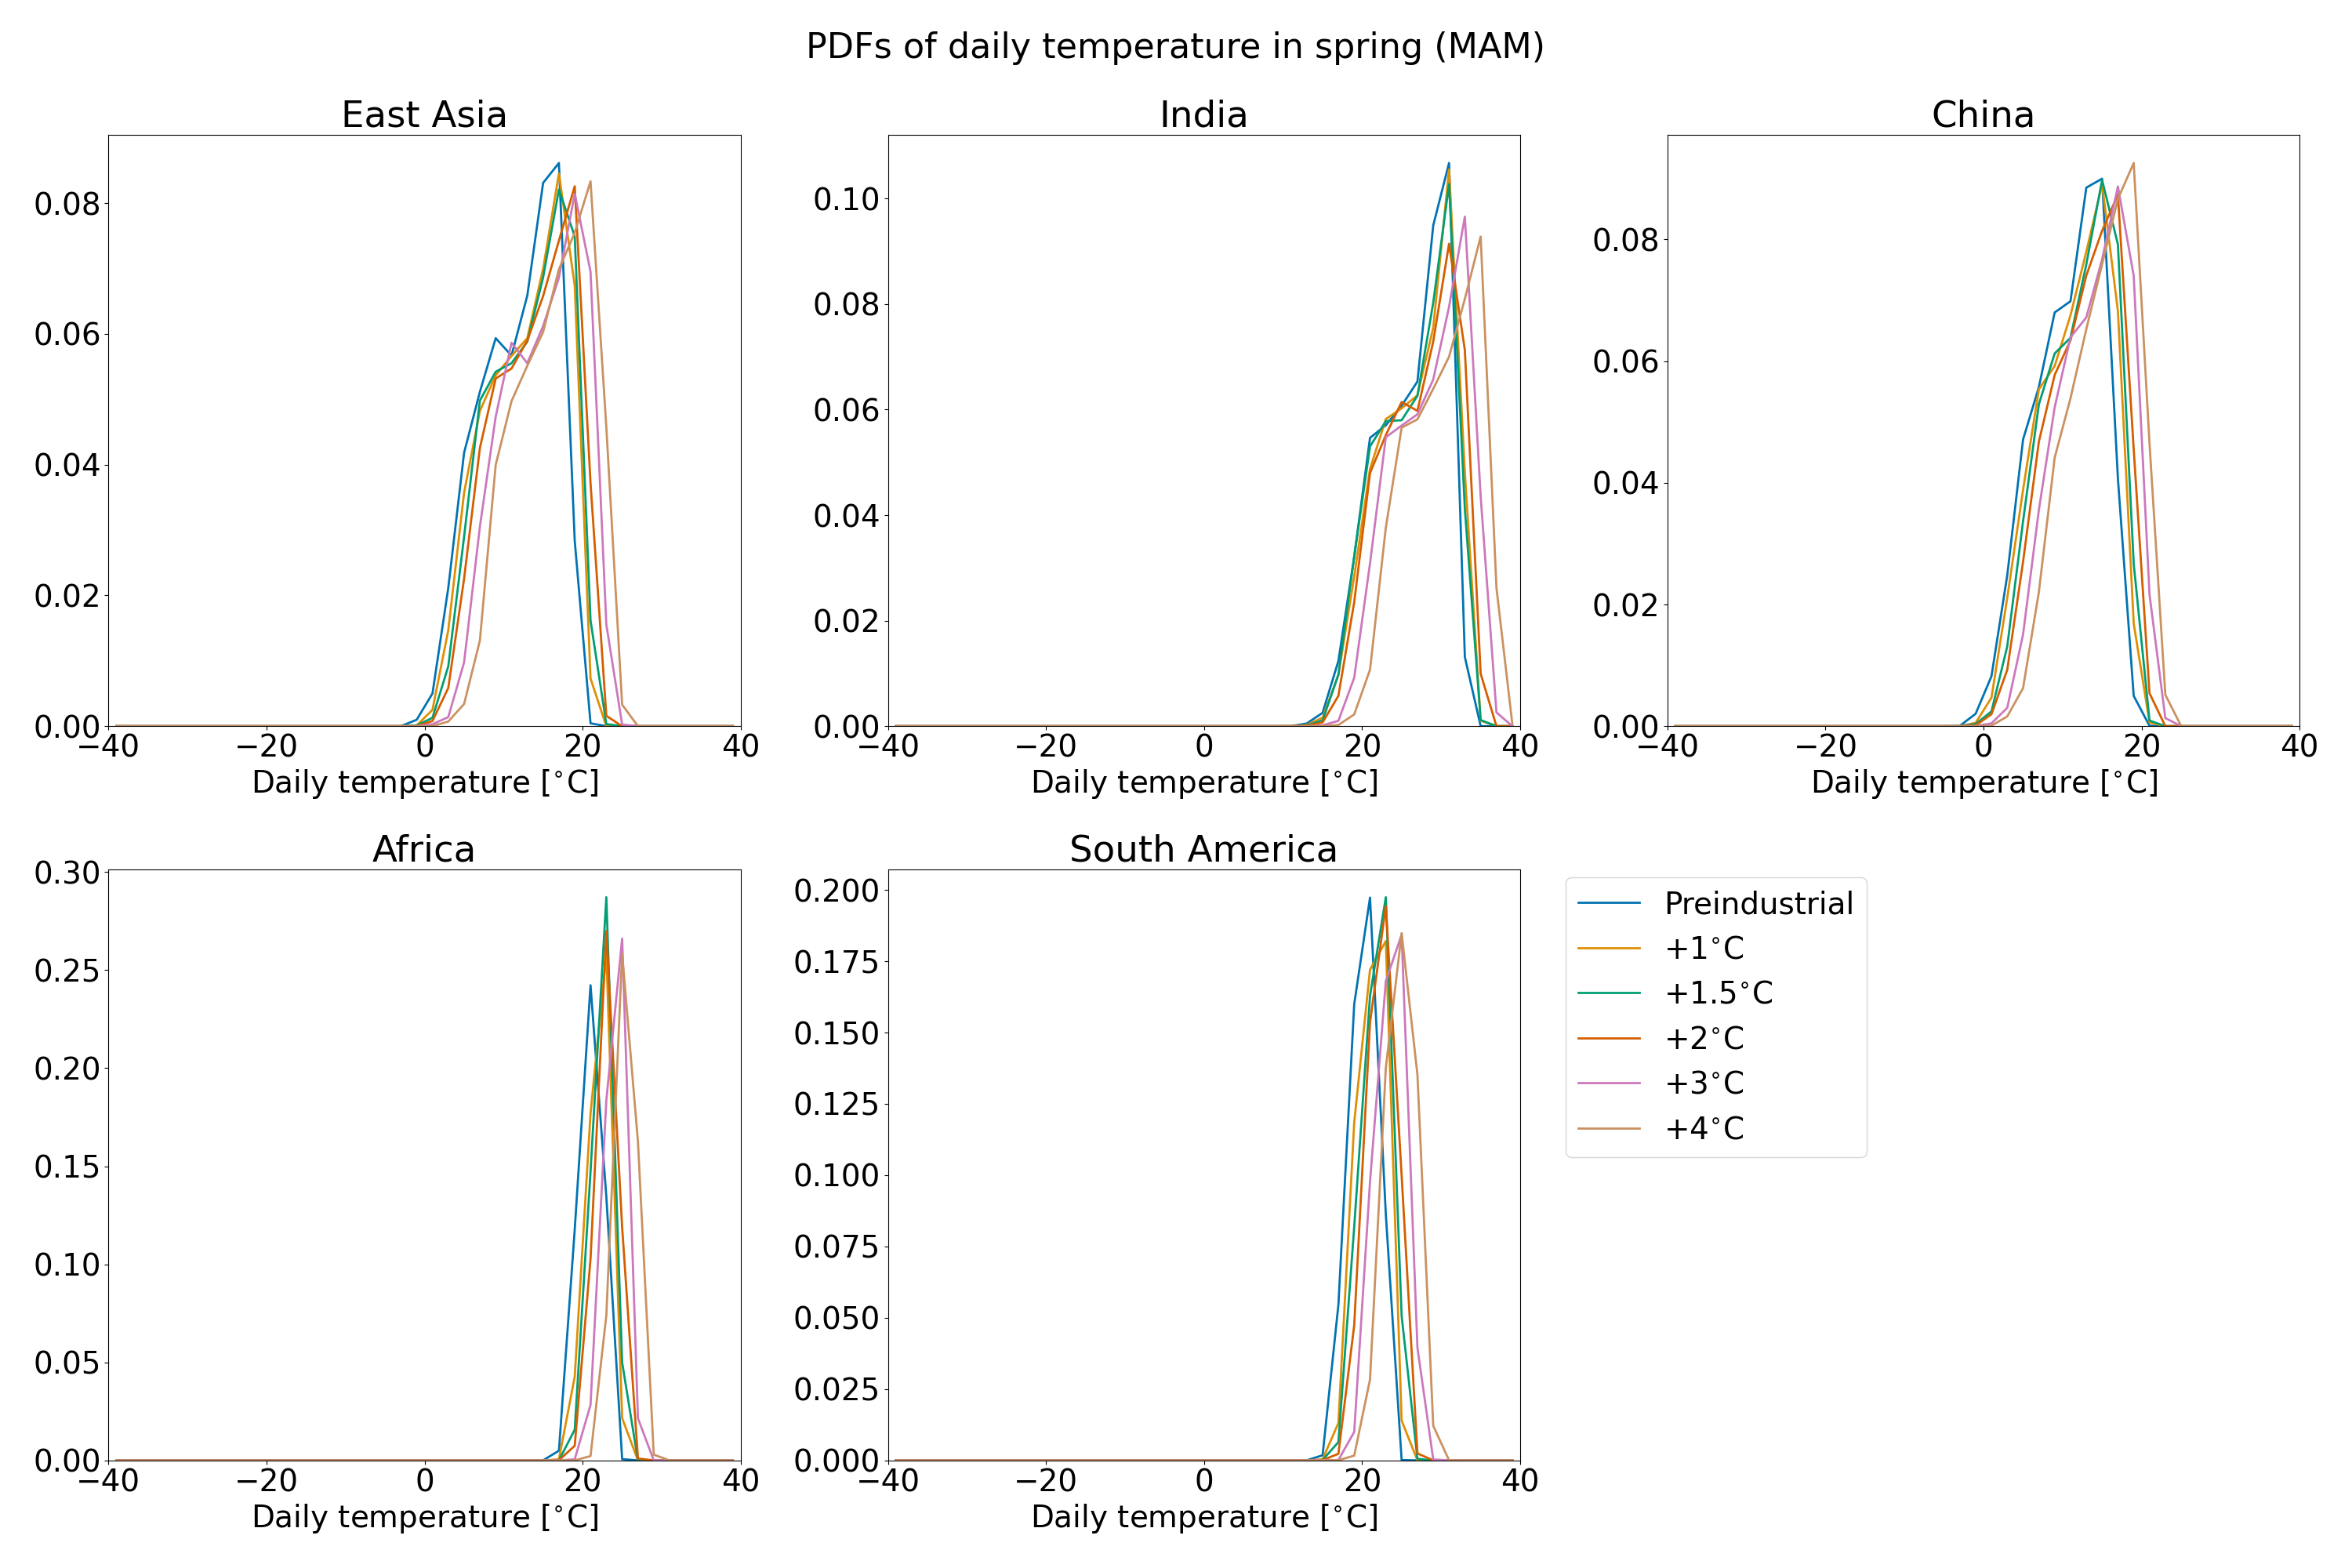 PDFs of daily temperature in spring (MAM)
East Asia
0.08
0.06
0.04
0.02
0.00
−40 −20 0 20 40
Daily temperature [°C]
India
0.10
0.08
0.06
0.04
0.02
0.00
−40 −20 0 20 40
Daily temperature [°C]
China
0.08
0.06
0.04
0.02
0.00
−40 −20 0 20 40
Daily temperature [°C]
Africa
0.30
0.25
0.20
0.15
0.10
0.05
0.00
−40 −20 0 20 40
Daily temperature [°C]
South America
0.200
0.175
0.150
0.125
0.100
0.075
0.050
0.025
0.000
−40 −20 0 20 40
Daily temperature [°C]
Preindustrial
+1°C
+1.5°C
+2°C
+3°C
+4°C